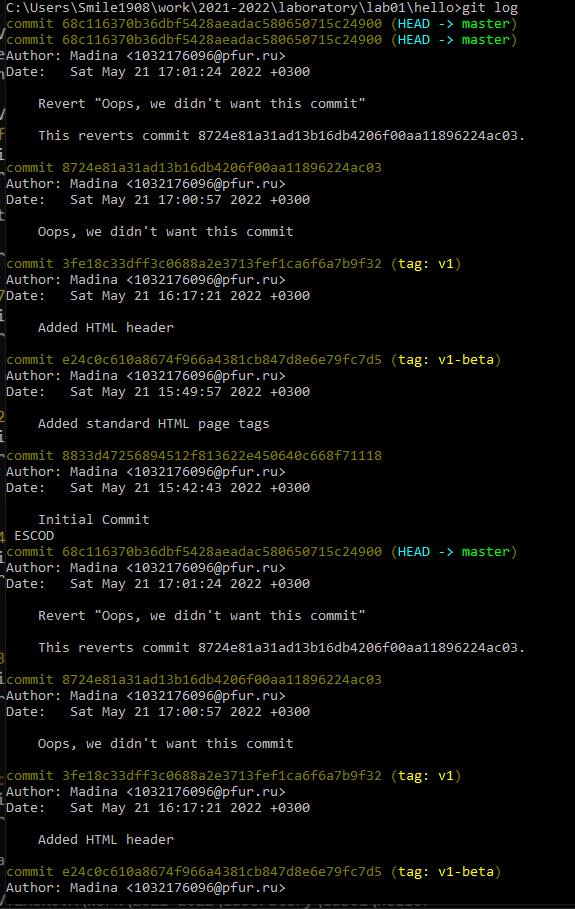 C:\Users\Smile1908\work\2021-2022\laboratory\lab01\hello>git log
commit 68c116370b36dbf5428aeadac580650715c24900 (HEAD -> master)
commit 68c116370b36dbf5428aeadac580650715c24900 (HEAD -> master)
Author: Madina <1032176096@pfur.ru>
Date:   Sat May 21 17:01:24 2022 +0300
Revert "Oops, we didn't want this commit"
This reverts commit 8724e81a31ad13b16db4206f00aa11896224ac03.
commit 8724e81a31ad13b16db4206f00aa11896224ac03
Author: Madina <1032176096@pfur.ru>
Date:   Sat May 21 17:00:57 2022 +0300
Oops, we didn't want this commit
commit 3fe18c33dff3c0688a2e3713fef1ca6f6a7b9f32 (tag: v1)
Author: Madina <1032176096@pfur.ru>
Date:   Sat May 21 16:17:21 2022 +0300
Added HTML header
commit e24c0c610a8674f966a4381cb847d8e6e79fc7d5 (tag: v1-beta)
Author: Madina <1032176096@pfur.ru>
Date:   Sat May 21 15:49:57 2022 +0300
Added standard HTML page tags
commit 8833d47256894512f813622e450640c668f71118
Author: Madina <1032176096@pfur.ru>
Date:   Sat May 21 15:42:43 2022 +0300
Initial Commit
ESCOD
commit 68c116370b36dbf5428aeadac580650715c24900 (HEAD -> master)
Author: Madina <1032176096@pfur.ru>
Date:   Sat May 21 17:01:24 2022 +0300
Revert "Oops, we didn't want this commit"
This reverts commit 8724e81a31ad13b16db4206f00aa11896224ac03.
commit 8724e81a31ad13b16db4206f00aa11896224ac03
Author: Madina <1032176096@pfur.ru>
Date:   Sat May 21 17:00:57 2022 +0300
Oops, we didn't want this commit
commit 3fe18c33dff3c0688a2e3713fef1ca6f6a7b9f32 (tag: v1)
Author: Madina <1032176096@pfur.ru>
Date:   Sat May 21 16:17:21 2022 +0300
Added HTML header
commit e24c0c610a8674f966a4381cb847d8e6e79fc7d5 (tag: v1-beta)
Author: Madina <1032176096@pfur.ru>